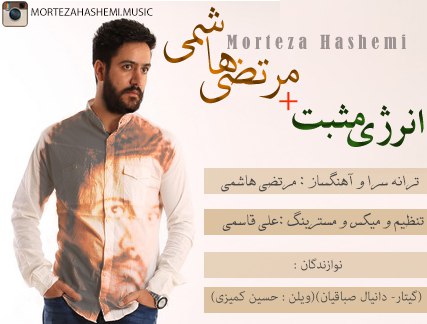 MORTEZAHASHEMI.MUSIC
Morteza Hashemi
مرتضی هاشمی
+
انرژی مثبت
ترانه سرا و آهنگساز : مرتضی هاشمی
تنظیم و میکس و مسترینگ : علی قاسمی
نوازندگان :
(گیتار- دانیال صباقیان)(ویلن : حسین کمیزی)